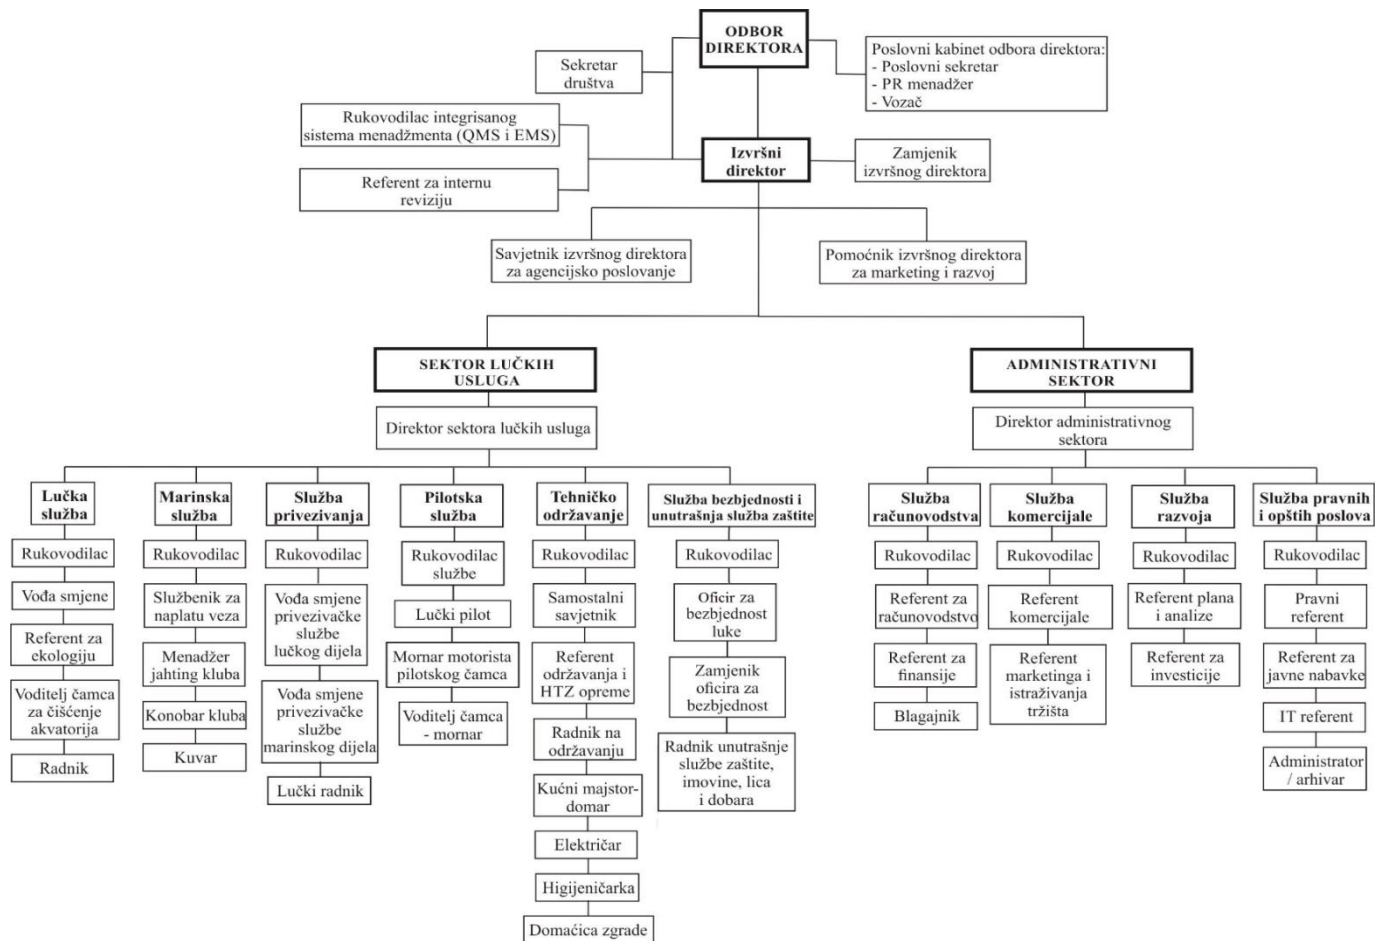 ODBOR
DIREKTORA
Poslovni kabinet odbora direktora:
- Poslovni sekretar
- PR menadžer
- Vozač
Sekretar
društva
Rukovodilac integrisanog
sistema menadžmenta (QMS i EMS)
Izvršni
direktor
Zamjenik
izvršnog direktora
Referent za internu
reviziju
Savjetnik izvršnog direktora
za agencijsko poslovanje
Pomoćnik izvršnog direktora
za marketing i razvoj
SEKTOR LUČKIH
USLUGA
ADMINISTRATIVNI
SEKTOR
Direktor sektora lučkih usluga
Direktor administrativnog
sektora
Lučka
služba
Rukovodilac
Vođa smjene
Referent za
ekologiju
Voditelj čamca
za čišćenje
akvatorija
Radnik
Marinska
služba
Rukovodilac
Službenik za
naplatu veza
Menadžer
jahting kluba
Konobar kluba
Kuvar
Služba
privezivanja
Rukovodilac
Vođa smjene
privezivačke
službe
lučkog dijela
Vođa smjene
privezivačke
službe
marinskog dijela
Lučki radnik
Pilotska
služba
Rukovodilac
službe
Lučki pilot
Mornar motorista
pilotskog čamca
Voditelj čamca
- mornar
Tehničko
održavanje
Rukovodilac
Samostalni
savjetnik
Referent
održavanja i
HTZ opreme
Radnik na
održavanju
Kućni majstor-
domar
Električar
Higijeničarka
Domaćica zgrade
Služba bezbjednosti i
unutrašnja služba zaštite
Rukovodilac
Oficir za
bezbjednost
luke
Zamjenik
oficira za
bezbjednost
Radnik unutrašnje
službe zaštite,
imovine, lica
i dobara
Služba
računovodstva
Rukovodilac
Referent za
računovodstvo
Referent za
finansije
Blagajnik
Služba
komercijale
Rukovodilac
Referent
komercijale
Referent
marketinga i
istraživanja
tržišta
Služba
razvoja
Rukovodilac
Referent plana
i analize
Referent za
investicije
Služba pravnih
i opštih poslova
Rukovodilac
Pravni
referent
Referent za
javne nabavke
IT referent
Administrator
/ arhivar